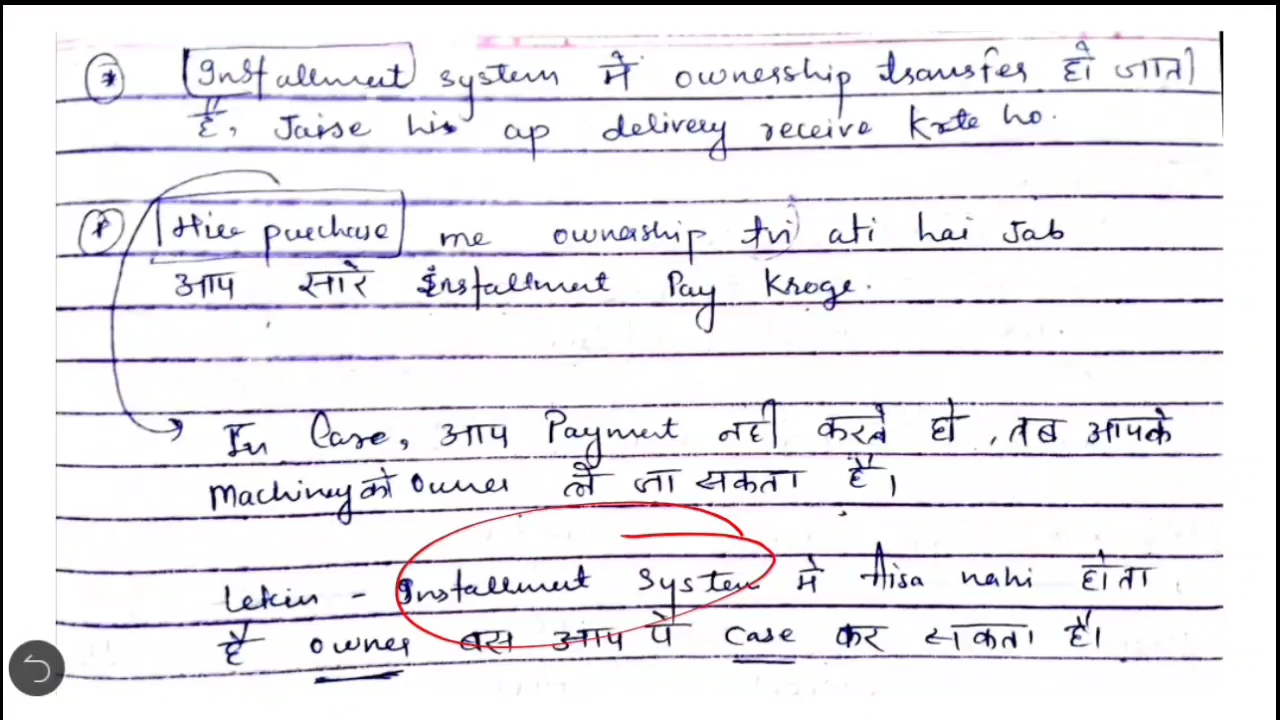 Installment system में ownership transfer हो जाती
है, Jaise hi ap delivery receive Krte ho.
Hire purchase me ownership tvi ati hai Jab
आप सारे Installment Pay Kroge.
In Case, आप Payment नही करते हो, तब आपके
Machinery को Owner ले जा सकता है।
Lekin - Installment System मे Aisa nahi होता
है owner बस आप पे case कर सकता है।